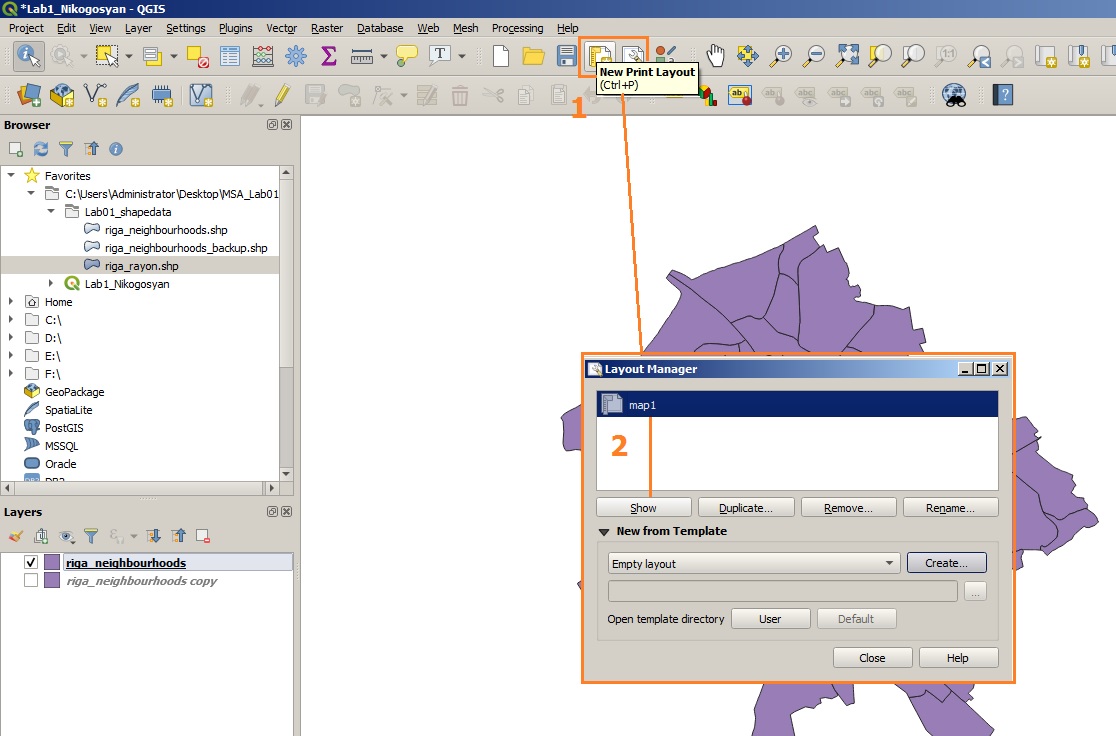 *Lab1_Nikogosyan - QGIS
Project Edit View Layer Settings Plugins Vector Raster Database Web Mesh Processing Help
New Print Layout
(Ctrl+P)
1
Browser
Favorites
C:\Users\Administrator\Desktop\MSA_Lab01
Lab01_shapedata
riga_neighbourhoods.shp
riga_neighbourhoods_backup.shp
riga_rayon.shp
Lab1_Nikogosyan
Home
C:\
D:\
E:\
F:\
GeoPackage
SpatiaLite
PostGIS
MSSQL
Oracle
DB2
Layers
riga_neighbourhoods
riga_neighbourhoods copy
Layout Manager
map1
2
Show Duplicate... Remove... Rename...
New from Template
Empty layout Create...
...
Open template directory User Default
Close Help